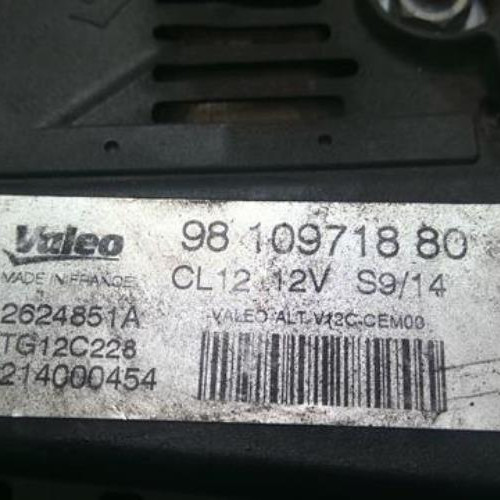 Valeo
MADE IN FRANCE
98 109718 80
CL12 12V S9/14
2624851A
VALEO ALT V12C-CEM00
TG12C228
214000454